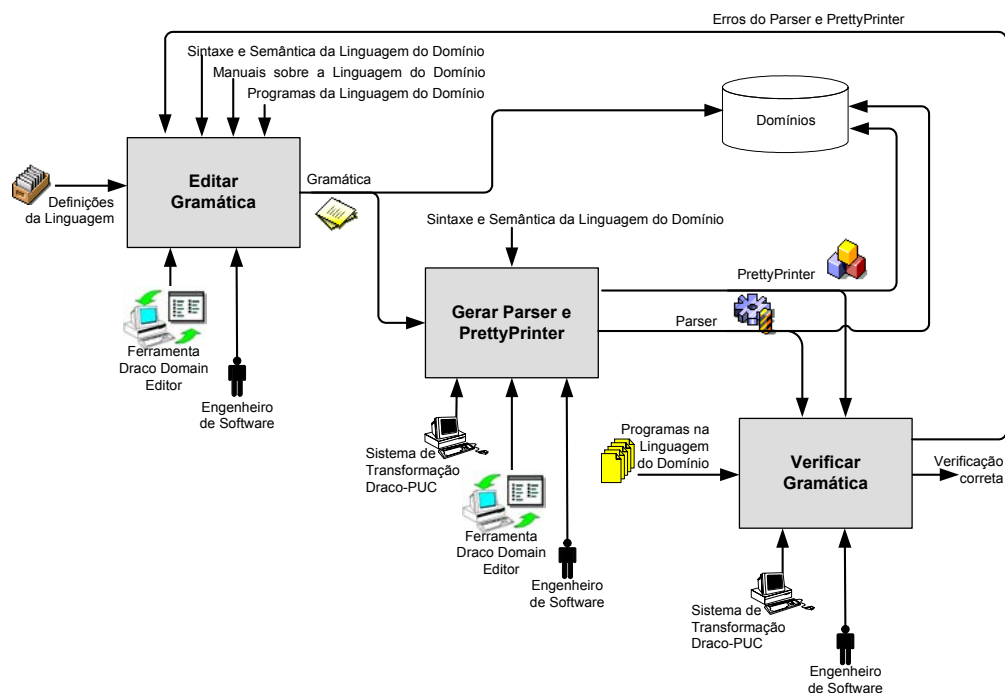 Erros do Parser e PrettyPrinter
Sintaxe e Semântica da Linguagem do Domínio
Manuais sobre a Linguagem do Domínio
Programas da Linguagem do Domínio
Domínios
Editar
Gramática
Gramática
Definições
da Linguagem
Sintaxe e Semântica da Linguagem do Domínio
PrettyPrinter
Gerar Parser e
PrettyPrinter
Parser
Ferramenta
Draco Domain
Editor
Engenheiro
de Software
Programas na
Linguagem
do Domínio
Verificar
Gramática
Verificação
correta
Sistema de
Transformação
Draco-PUC
Ferramenta
Draco Domain
Editor
Engenheiro
de Software
Sistema de
Transformação
Draco-PUC
Engenheiro
de Software